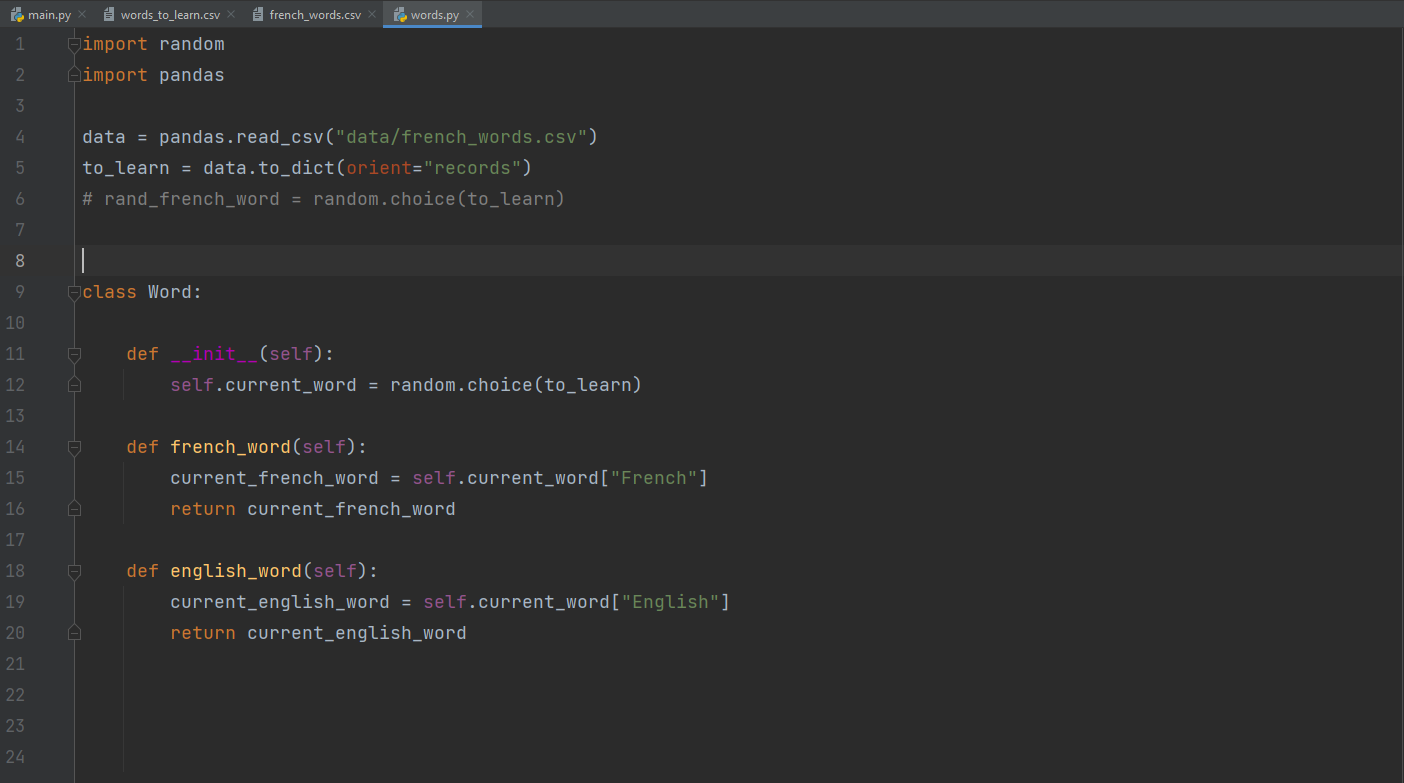 main.py words_to_learn.csv french_words.csv words.py
1 import random
2 import pandas
3
4 data = pandas.read_csv("data/french_words.csv")
5 to_learn = data.to_dict(orient="records")
6 # rand_french_word = random.choice(to_learn)
7
8
9 class Word:
10
11     def __init__(self):
12         self.current_word = random.choice(to_learn)
13
14     def french_word(self):
15         current_french_word = self.current_word["French"]
16         return current_french_word
17
18     def english_word(self):
19         current_english_word = self.current_word["English"]
20         return current_english_word
21
22
23
24